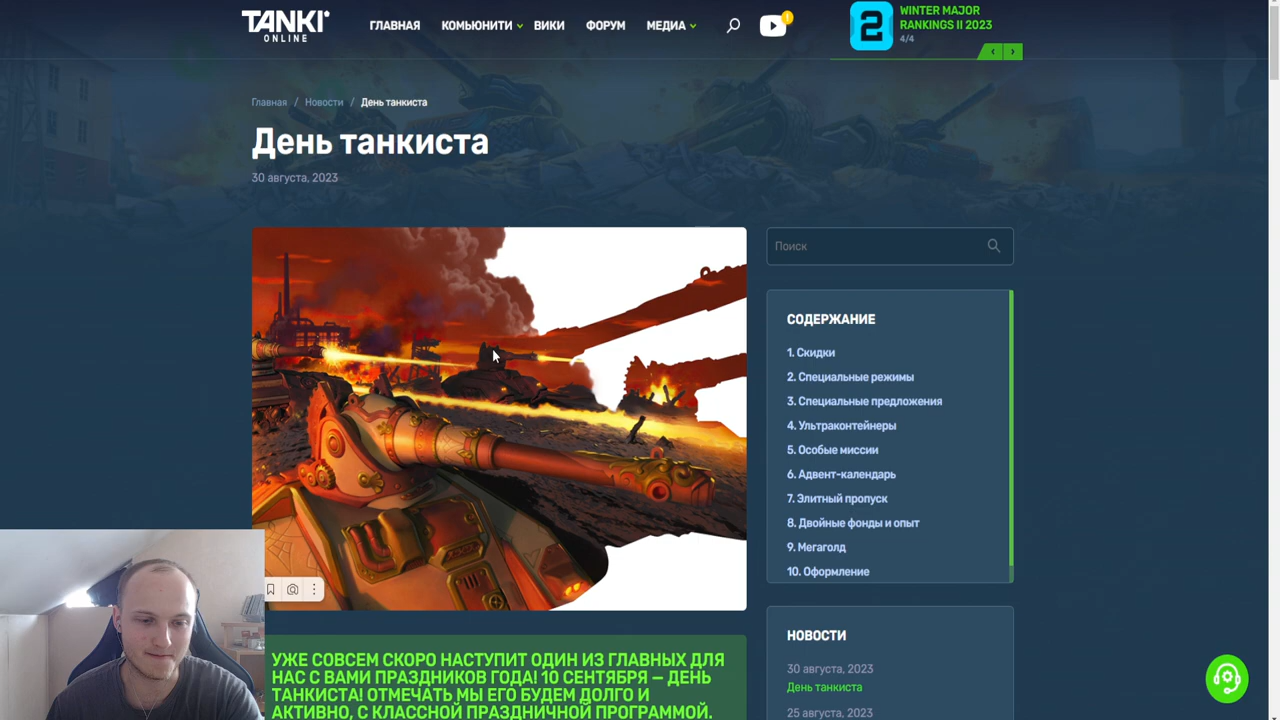 TANKI
ONLINE
ГЛАВНАЯ
КОМЬЮНИТИ
ВИКИ
ФОРУМ
МЕДИА
1
2
WINTER MAJOR
RANKINGS II 2023
4/4
Главная / Новости / День танкиста
День танкиста
30 августа, 2023
Поиск
СОДЕРЖАНИЕ
1. Скидки
2. Специальные режимы
3. Специальные предложения
4. Ультраконтейнеры
5. Особые миссии
6. Адвент-календарь
7. Элитный пропуск
8. Двойные фонды и опыт
9. Мегаголд
10. Оформление
УЖЕ СОВСЕМ СКОРО НАСТУПИТ ОДИН ИЗ ГЛАВНЫХ ДЛЯ
НАС С ВАМИ ПРАЗДНИКОВ ГОДА! 10 СЕНТЯБРЯ — ДЕНЬ
ТАНКИСТА! ОТМЕЧАТЬ МЫ ЕГО БУДЕМ ДОЛГО И
АКТИВНО, С КЛАССНОЙ ПРАЗДНИЧНОЙ ПРОГРАММОЙ.
НОВОСТИ
30 августа, 2023
День танкиста
25 августа, 2023